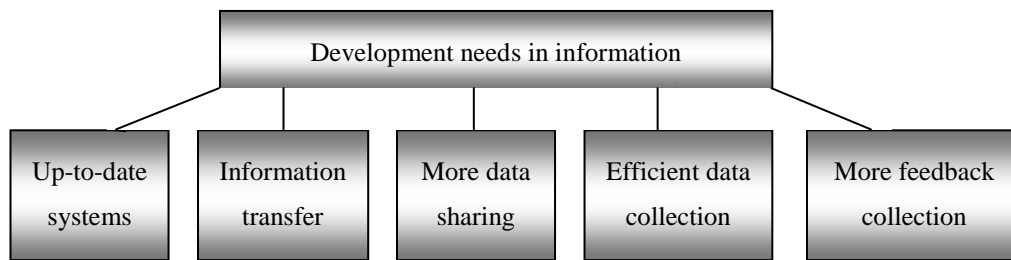 Development needs in information
Up-to-date
systems
Information
transfer
More data
sharing
Efficient data
collection
More feedback
collection